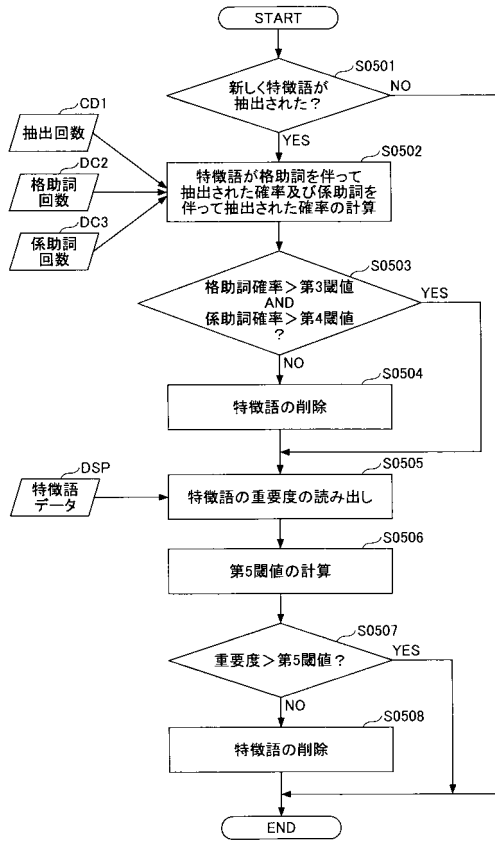 START
S0501
新しく特徴語が
抽出された？
NO
YES
CD1
抽出回数
DC2
格助詞
回数
DC3
係助詞
回数
S0502
特徴語が格助詞を伴って
抽出された確率及び係助詞を
伴って抽出された確率の計算
S0503
格助詞確率＞第3閾値
AND
係助詞確率＞第4閾値
？
YES
NO
S0504
特徴語の削除
DSP
特徴語
データ
S0505
特徴語の重要度の読み出し
S0506
第5閾値の計算
S0507
重要度＞第5閾値？
YES
NO
S0508
特徴語の削除
END